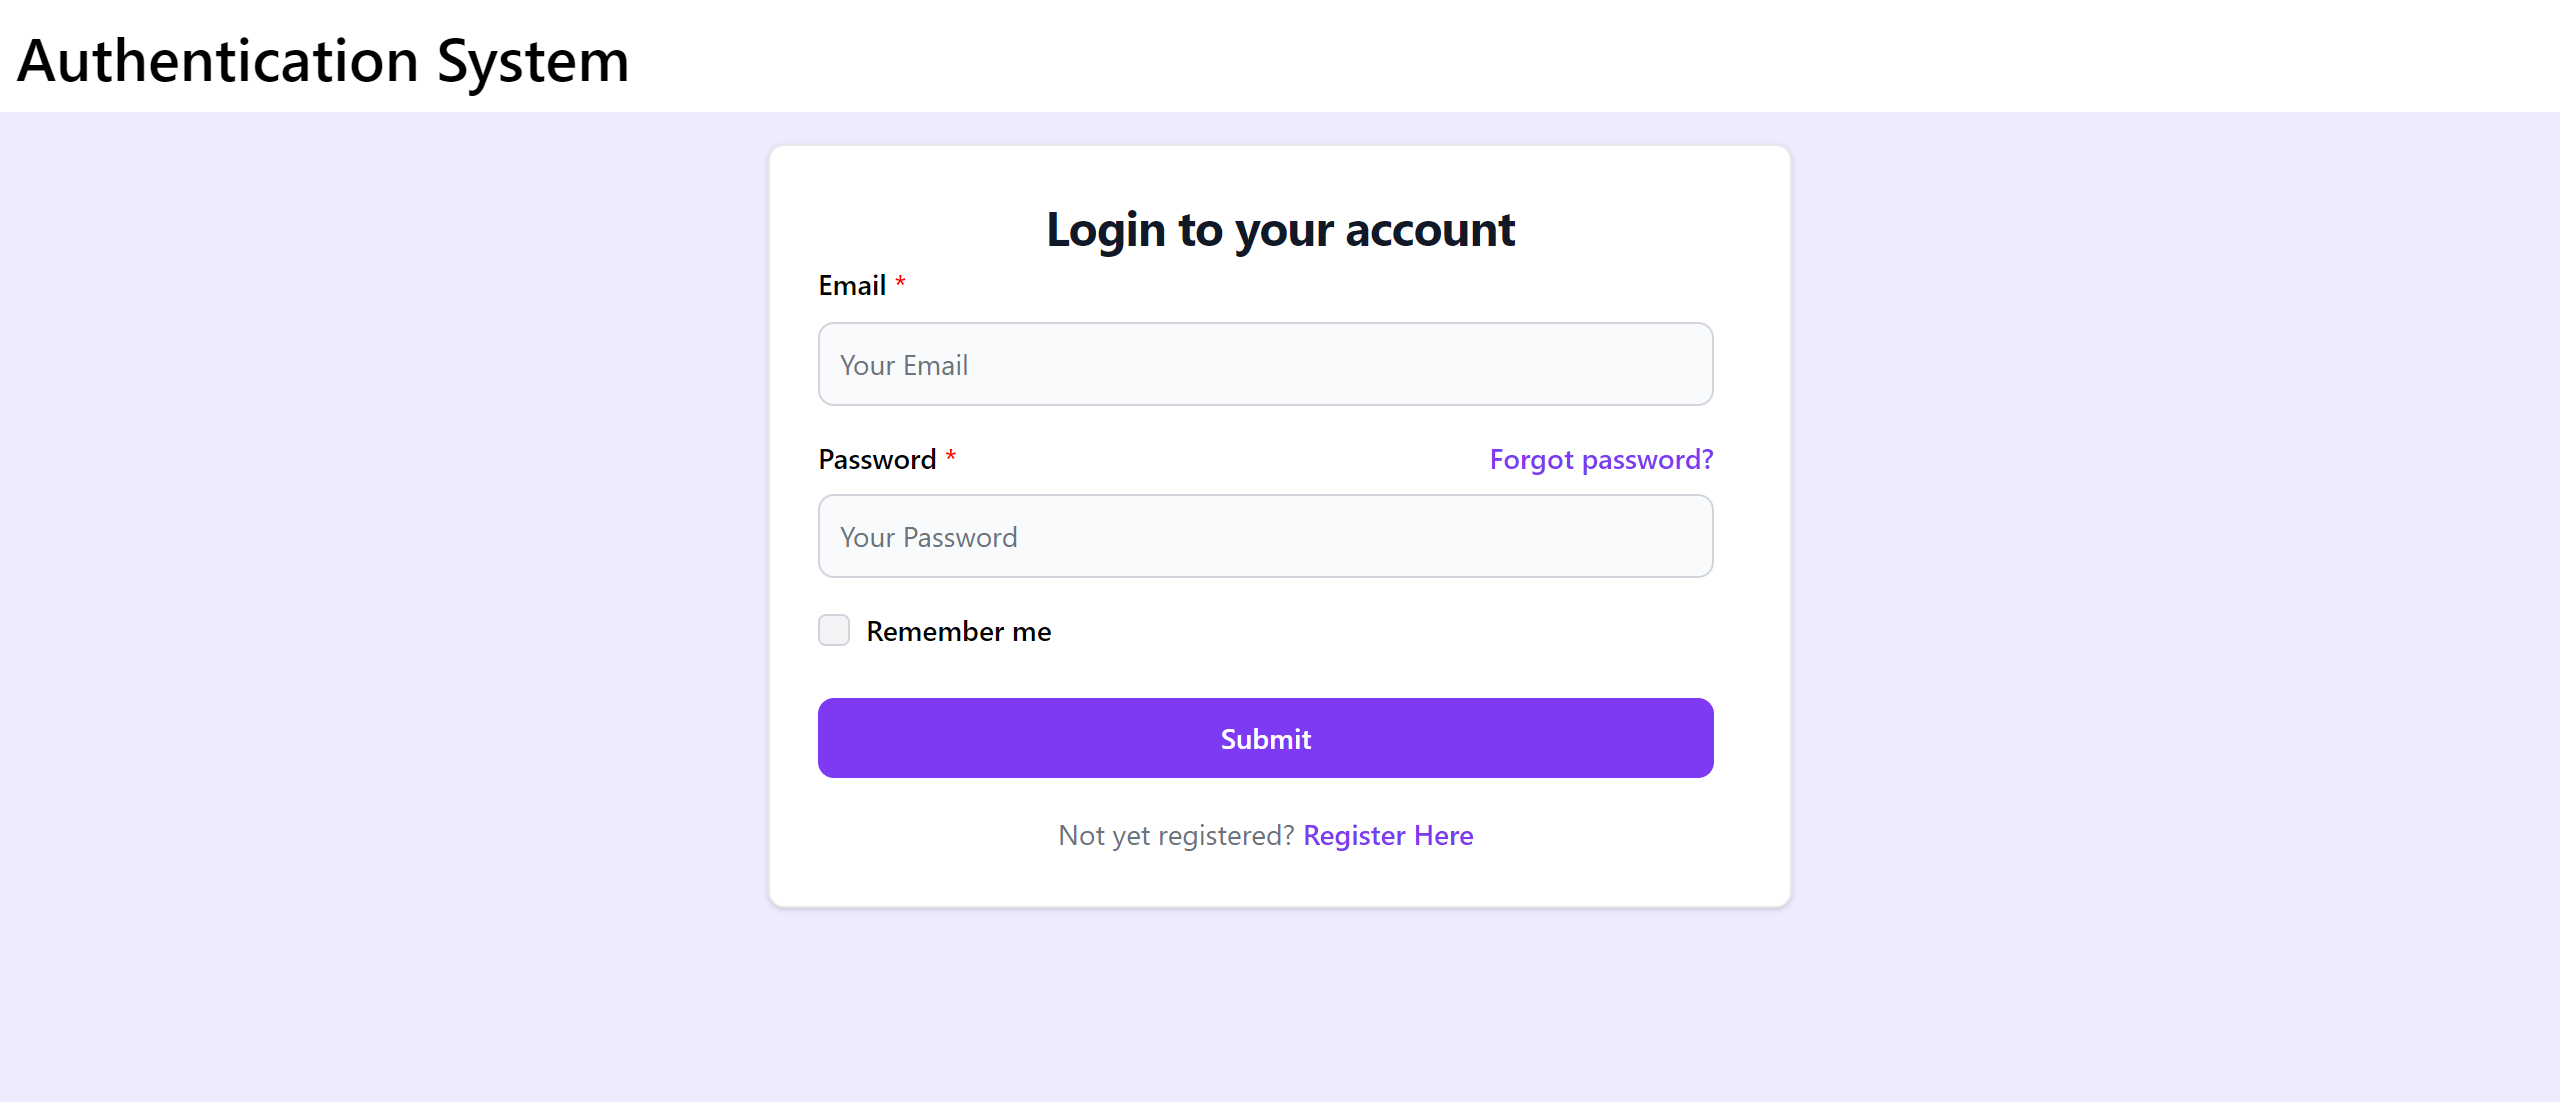 Authentication System
Login to your account
Email *
Your Email
Password * Forgot password?
Your Password
Remember me
Submit
Not yet registered? Register Here